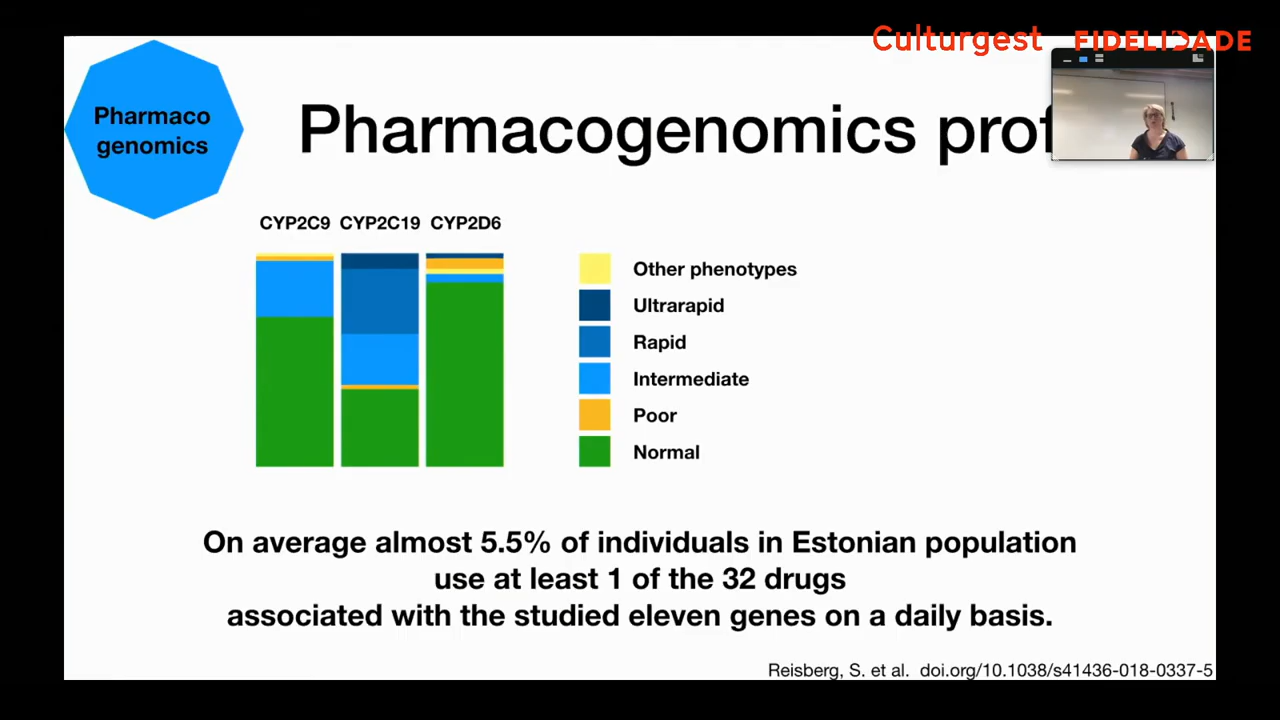 Culturgest FIDELIDADE
Pharmaco
genomics
Pharmacogenomics prof
CYP2C9 CYP2C19 CYP2D6
Other phenotypes
Ultrarapid
Rapid
Intermediate
Poor
Normal
On average almost 5.5% of individuals in Estonian population
use at least 1 of the 32 drugs
associated with the studied eleven genes on a daily basis.
Reisberg, S. et al. doi.org/10.1038/s41436-018-0337-5